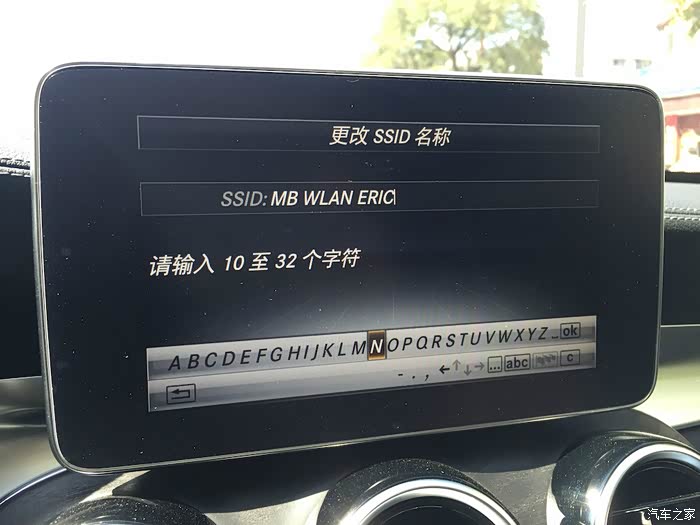 更改 SSID 名称
SSID: MB WLAN ERIC
请输入 10 至 32 个字符
A B C D E F G H I J K L M N O P Q R S T U V W X Y Z _ ok
- . , ← ↑ ↓ → ... abc c
汽车之家